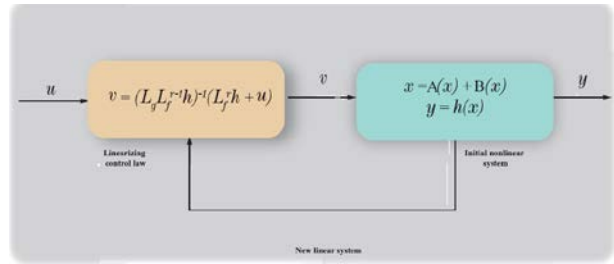 u
v = (L_g L_f^{r-1} h)^{-1} (L_f^r h + u)
v
x = A(x) + B(x)
y = h(x)
y
Linearizing
control law
Initial nonlinear
system
New linear system